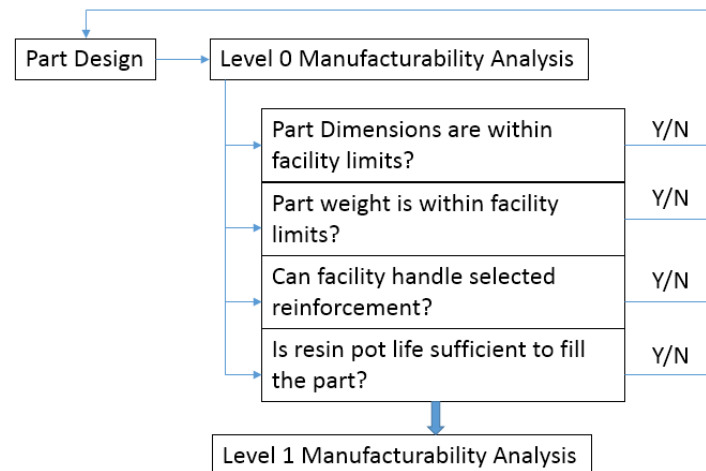 Part Design
Level 0 Manufacturability Analysis
Part Dimensions are within
facility limits?
Y/N
Part weight is within facility
limits?
Y/N
Can facility handle selected
reinforcement?
Y/N
Is resin pot life sufficient to fill
the part?
Y/N
Level 1 Manufacturability Analysis